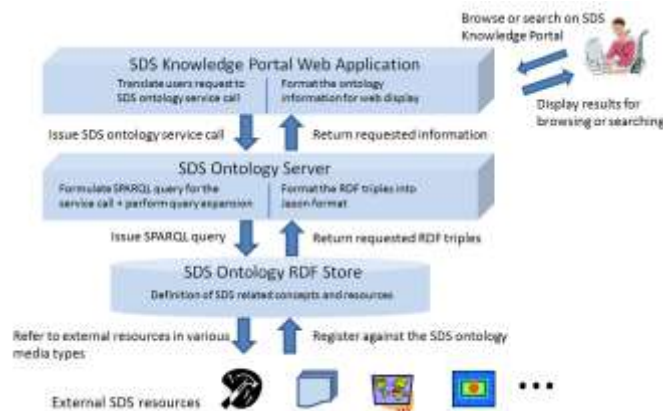 Browse or search on SDS
Knowledge Portal
SDS Knowledge Portal Web Application
Translate users request to
SDS ontology service call
Format the ontology
information for web display
Display results for
browsing or searching
Issue SDS ontology service call
Return requested information
SDS Ontology Server
Formulate SPARQL query for the
service call + perform query expansion
Format the RDF triples into
Jason format
Issue SPARQL query
Return requested RDF triples
SDS Ontology RDF Store
Definition of SDS related concepts and resources
Refer to external resources in various
media types
Register against the SDS ontology
External SDS resources